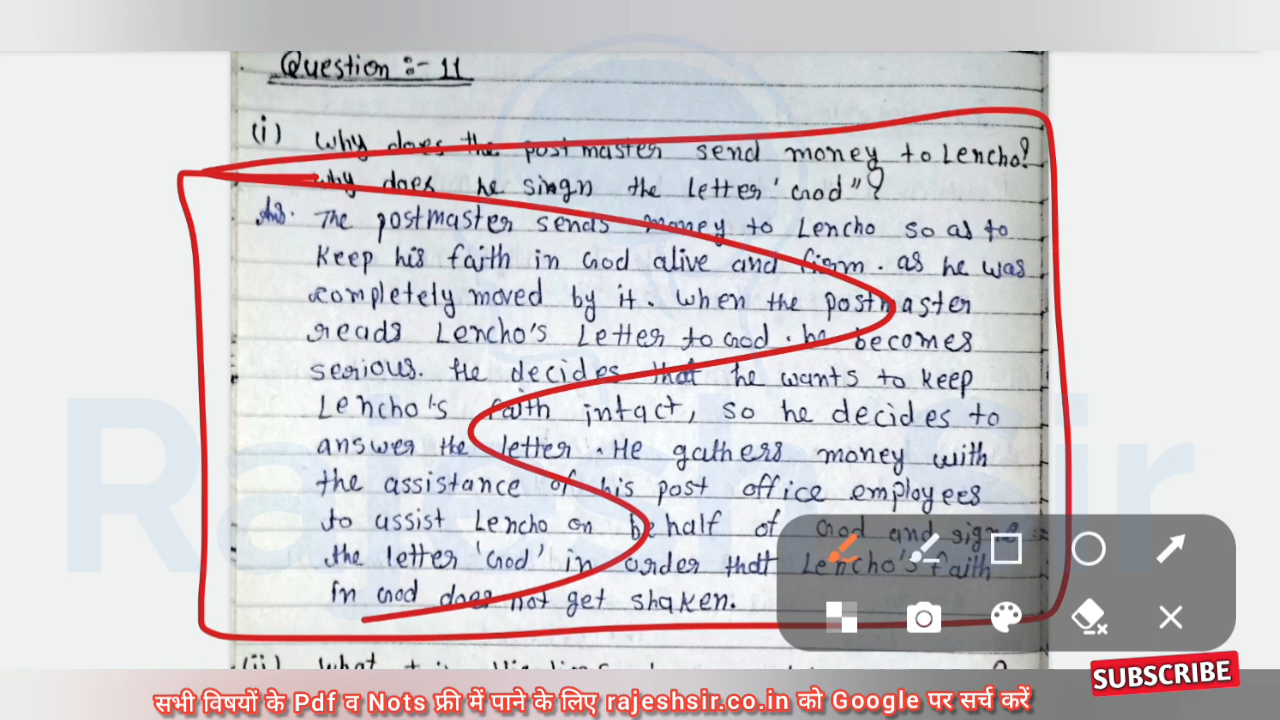 Question :- 11
(i) Why does the postmaster send money to Lencho?
Why does he singn the letter 'God"?
Ans. The postmaster sends money to Lencho so as to
keep his faith in God alive and firm. as he was
completely moved by it. When the postmaster
reads Lencho's Letter to God. he becomes
serious. He decides that he wants to keep
Lencho's faith intact, so he decides to
answer the letter. He gathers money with
the assistance of his post office employees
to assist Lencho on behalf of God and signs
the letter 'God' in order that Lencho's faith
in God does not get shaken.
(ii) What
Rajesh Sir
सभी विषयों के Pdf व Nots फ्री में पाने के लिए rajeshsir.co.in को Google पर सर्च करें
SUBSCRIBE